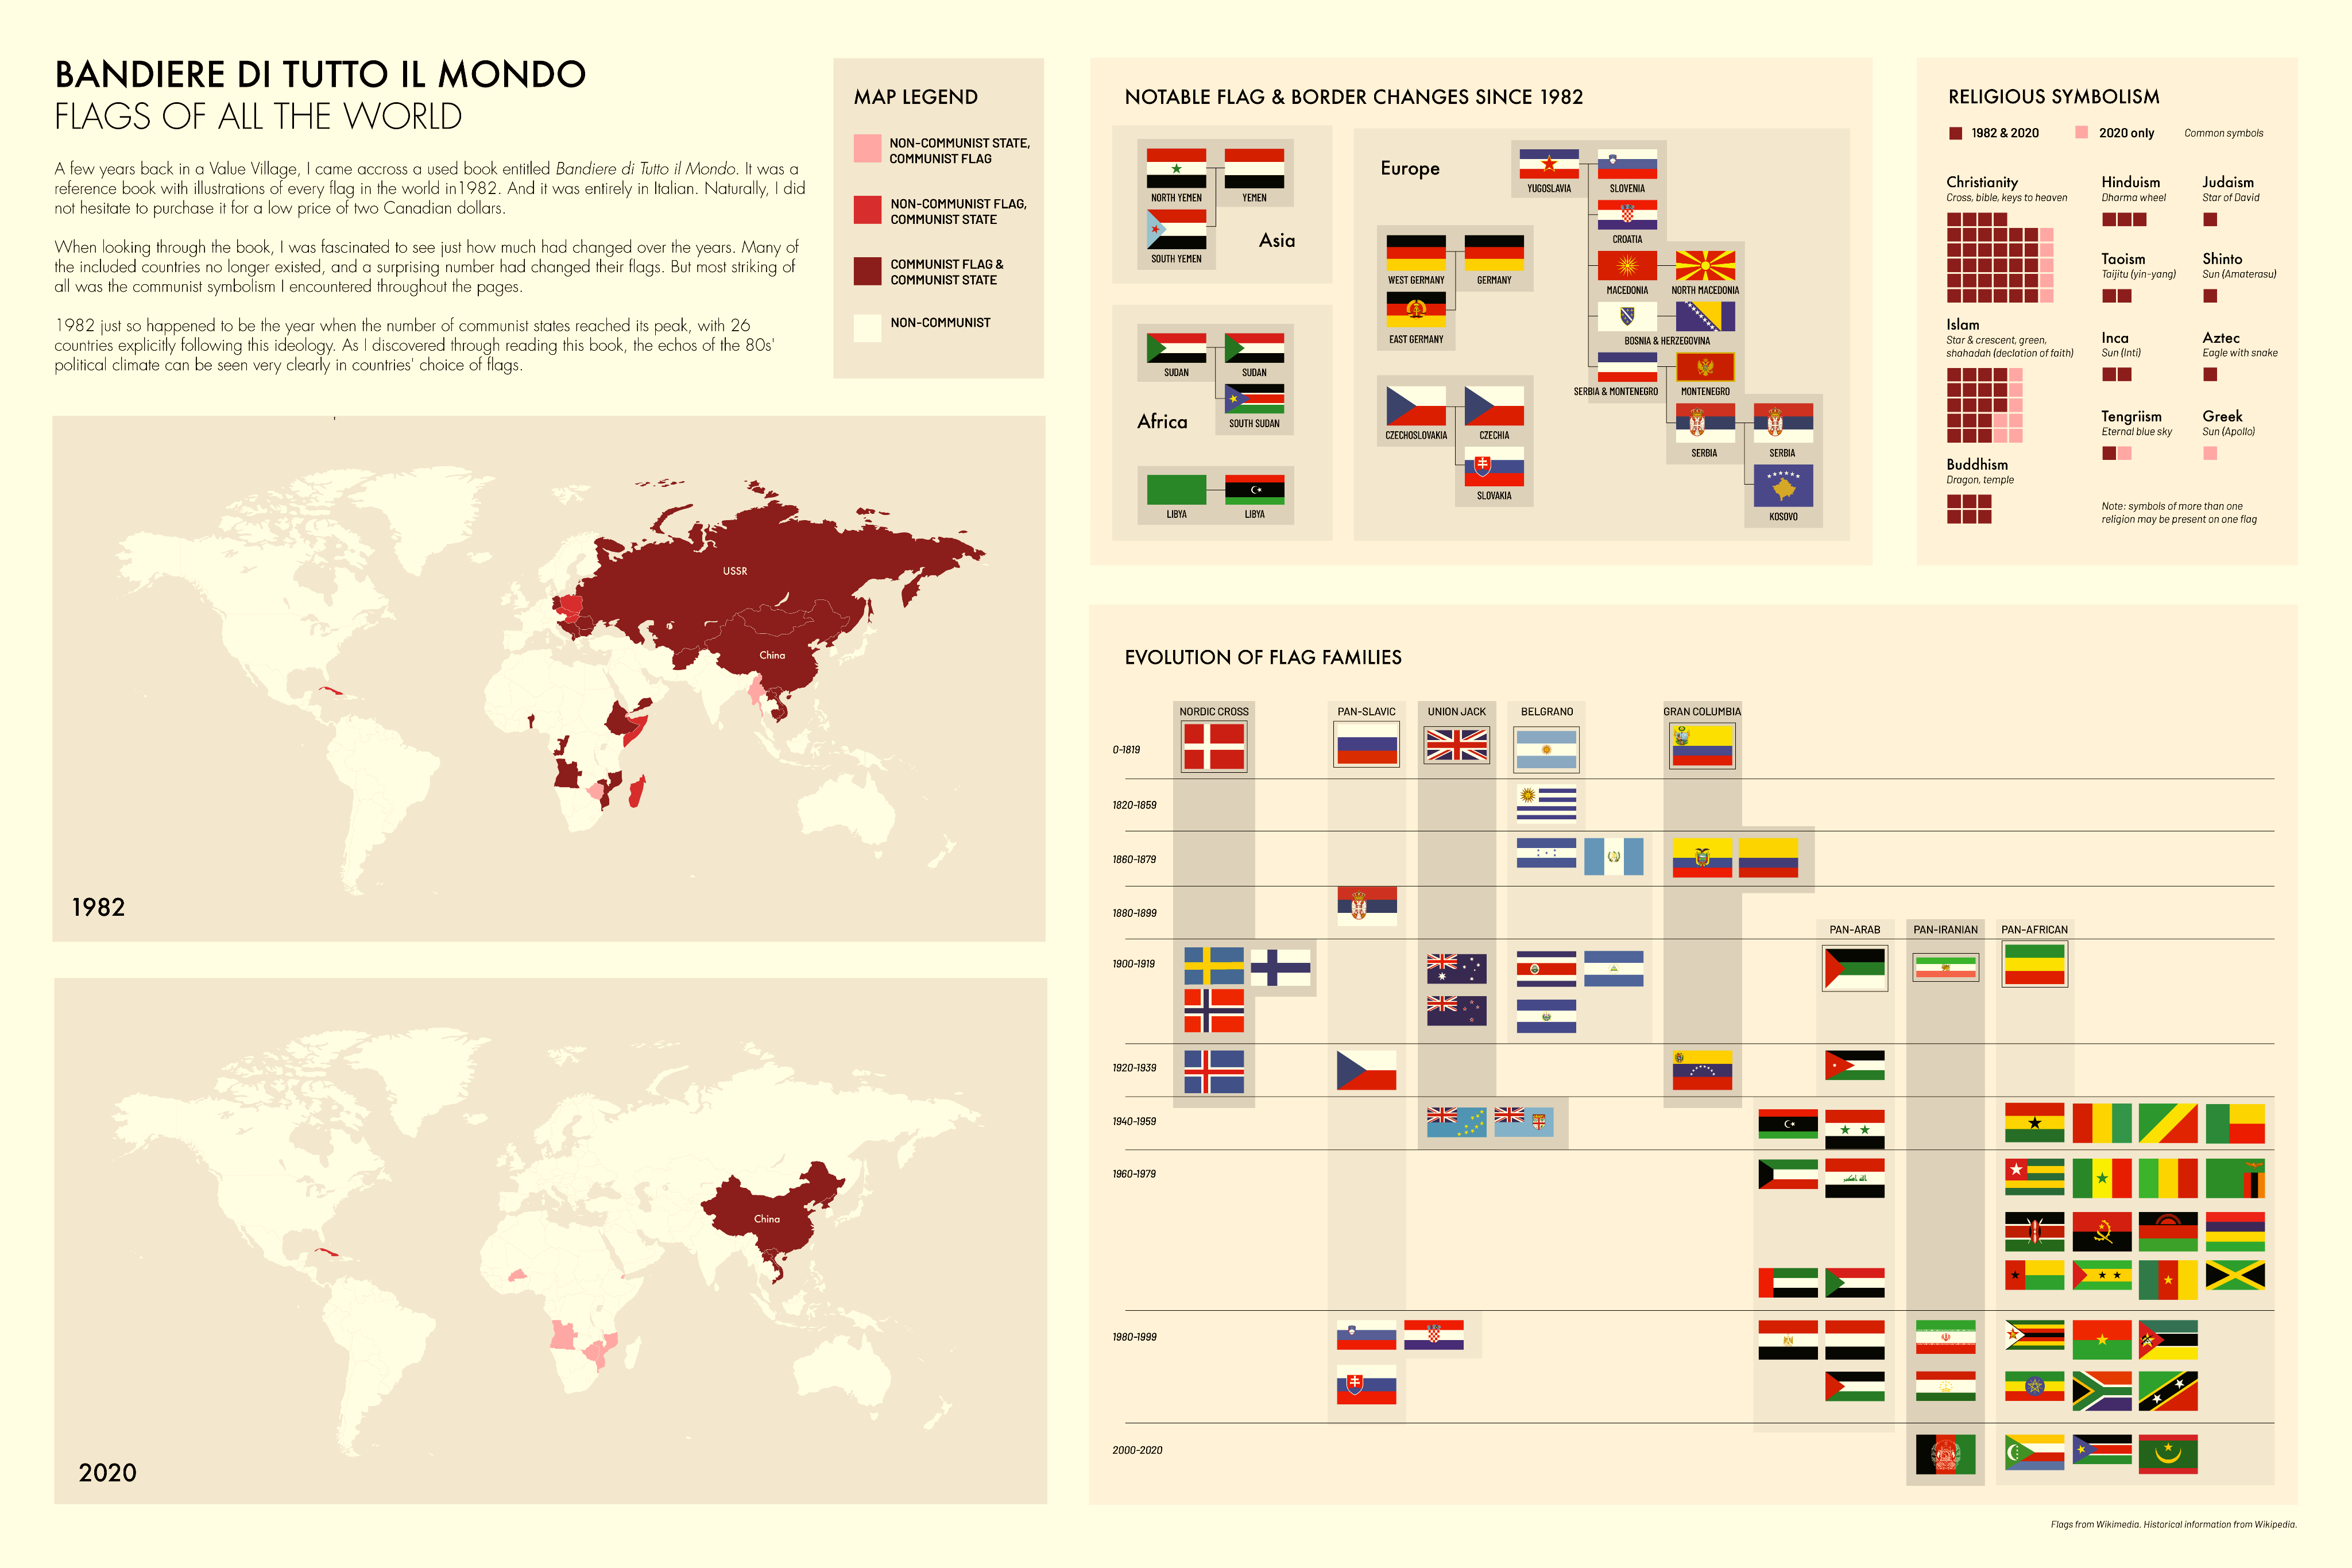 BANDIERE DI TUTTO IL MONDO
FLAGS OF ALL THE WORLD
A few years back in a Value Village, I came accross a used book entitled Bandiere di Tutto il Mondo. It was a
reference book with illustrations of every flag in the world in1982. And it was entirely in Italian. Naturally, I did
not hesitate to purchase it for a low price of two Canadian dollars.
When looking through the book, I was fascinated to see just how much had changed over the years. Many of
the included countries no longer existed, and a surprising number had changed their flags. But most striking of
all was the communist symbolism I encountered throughout the pages.
1982 just so happened to be the year when the number of communist states reached its peak, with 26
countries explicitly following this ideology. As I discovered through reading this book, the echos of the 80s'
political climate can be seen very clearly in countries' choice of flags.
MAP LEGEND
NON-COMMUNIST STATE,
COMMUNIST FLAG
NON-COMMUNIST FLAG,
COMMUNIST STATE
COMMUNIST FLAG &
COMMUNIST STATE
NON-COMMUNIST
USSR
China
1982
China
2020
NOTABLE FLAG & BORDER CHANGES SINCE 1982
NORTH YEMEN
YEMEN
SOUTH YEMEN
Asia
SUDAN
SUDAN
Africa
SOUTH SUDAN
LIBYA
LIBYA
Europe
YUGOSLAVIA
SLOVENIA
CROATIA
WEST GERMANY
GERMANY
MACEDONIA
NORTH MACEDONIA
EAST GERMANY
BOSNIA & HERZEGOVINA
SERBIA & MONTENEGRO
MONTENEGRO
CZECHOSLOVAKIA
CZECHIA
SERBIA
SERBIA
SLOVAKIA
KOSOVO
RELIGIOUS SYMBOLISM
1982 & 2020
2020 only
Common symbols
Christianity
Cross, bible, keys to heaven
Hinduism
Dharma wheel
Judaism
Star of David
Taoism
Taijitu (yin-yang)
Shinto
Sun (Amaterasu)
Islam
Star & crescent, green,
shahadah (declation of faith)
Inca
Sun (Inti)
Aztec
Eagle with snake
Tengriism
Eternal blue sky
Greek
Sun (Apollo)
Buddhism
Dragon, temple
Note: symbols of more than one
religion may be present on one flag
EVOLUTION OF FLAG FAMILIES
NORDIC CROSS
PAN-SLAVIC
UNION JACK
BELGRANO
GRAN COLUMBIA
0-1819
1820-1859
1860-1879
1880-1899
PAN-ARAB
PAN-IRANIAN
PAN-AFRICAN
1900-1919
1920-1939
1940-1959
1960-1979
1980-1999
2000-2020
Flags from Wikimedia. Historical information from Wikipedia.